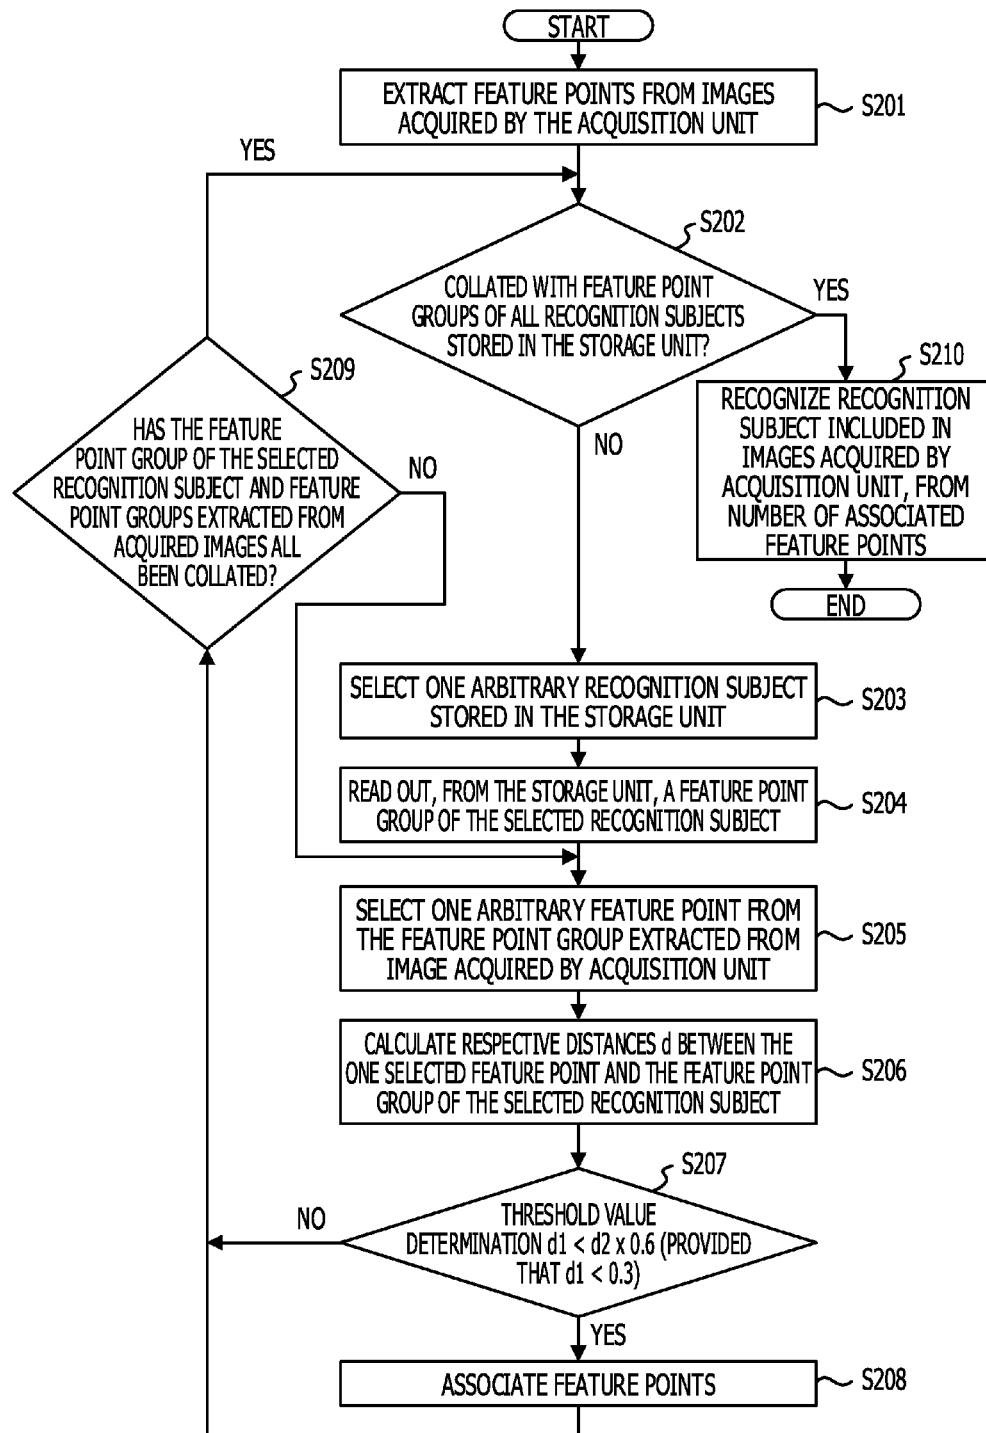 START
EXTRACT FEATURE POINTS FROM IMAGES
ACQUIRED BY THE ACQUISITION UNIT
S201
YES
S202
COLLATED WITH FEATURE POINT
GROUPS OF ALL RECOGNITION SUBJECTS
STORED IN THE STORAGE UNIT?
YES
NO
S210
RECOGNIZE RECOGNITION
SUBJECT INCLUDED IN
IMAGES ACQUIRED BY
ACQUISITION UNIT, FROM
NUMBER OF ASSOCIATED
FEATURE POINTS
END
S209
HAS THE FEATURE
POINT GROUP OF THE SELECTED
RECOGNITION SUBJECT AND FEATURE
POINT GROUPS EXTRACTED FROM
ACQUIRED IMAGES ALL
BEEN COLLATED?
NO
SELECT ONE ARBITRARY RECOGNITION SUBJECT
STORED IN THE STORAGE UNIT
S203
READ OUT, FROM THE STORAGE UNIT, A FEATURE POINT
GROUP OF THE SELECTED RECOGNITION SUBJECT
S204
SELECT ONE ARBITRARY FEATURE POINT FROM
THE FEATURE POINT GROUP EXTRACTED FROM
IMAGE ACQUIRED BY ACQUISITION UNIT
S205
CALCULATE RESPECTIVE DISTANCES d BETWEEN THE
ONE SELECTED FEATURE POINT AND THE FEATURE POINT
GROUP OF THE SELECTED RECOGNITION SUBJECT
S206
S207
THRESHOLD VALUE
DETERMINATION d1 < d2 x 0.6 (PROVIDED
THAT d1 < 0.3)
NO
YES
ASSOCIATE FEATURE POINTS
S208